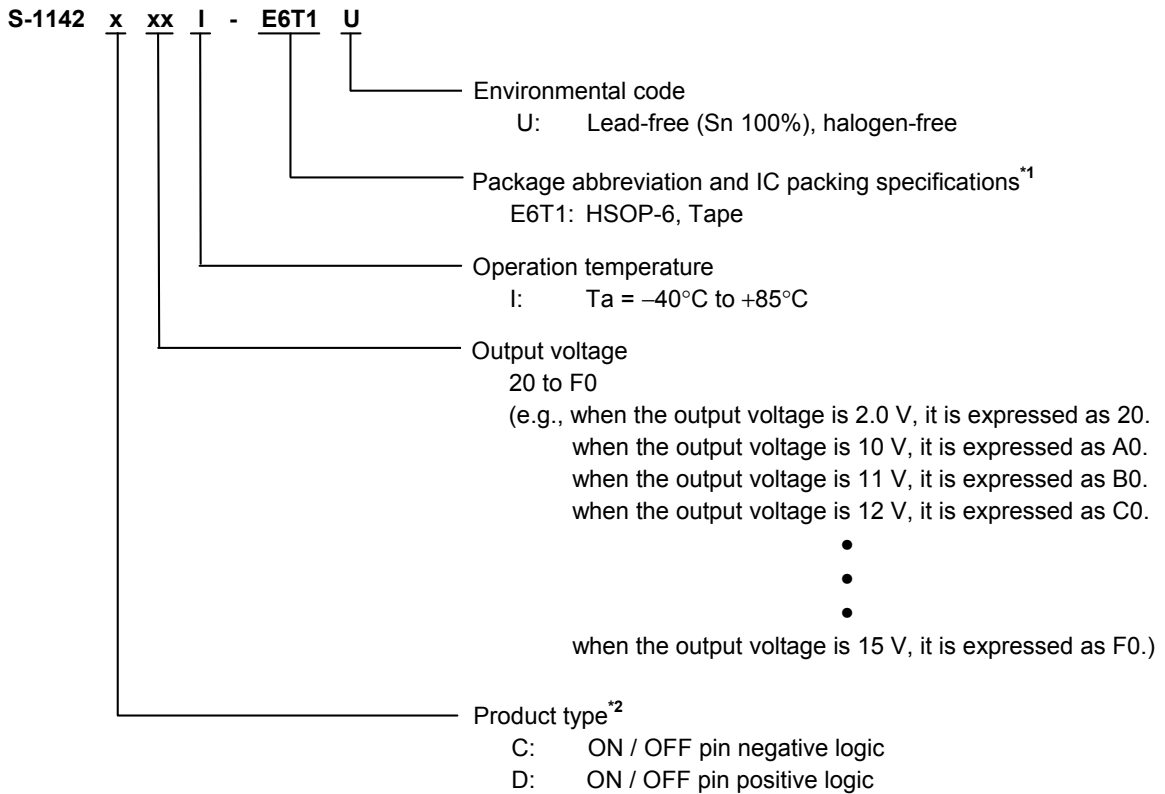 S-1142 x xx I - E6T1 U
Environmental code
U: Lead-free (Sn 100%), halogen-free
Package abbreviation and IC packing specifications*1
E6T1: HSOP-6, Tape
Operation temperature
I: Ta = −40°C to +85°C
Output voltage
20 to F0
(e.g., when the output voltage is 2.0 V, it is expressed as 20.
when the output voltage is 10 V, it is expressed as A0.
when the output voltage is 11 V, it is expressed as B0.
when the output voltage is 12 V, it is expressed as C0.
•
•
•
when the output voltage is 15 V, it is expressed as F0.)
Product type*2
C: ON / OFF pin negative logic
D: ON / OFF pin positive logic